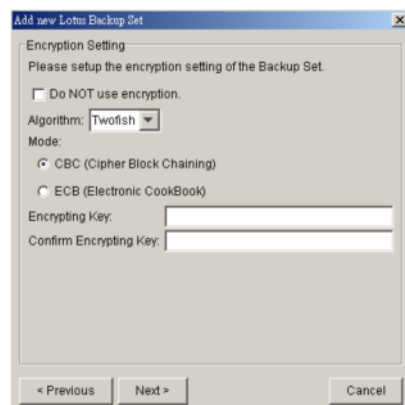 Add new Lotus Backup Set
Encryption Setting
Please setup the encryption setting of the Backup Set.
Do NOT use encryption.
Algorithm: Twofish
Mode:
CBC (Cipher Block Chaining)
ECB (Electronic CookBook)
Encrypting Key:
Confirm Encrypting Key:
< Previous Next > Cancel